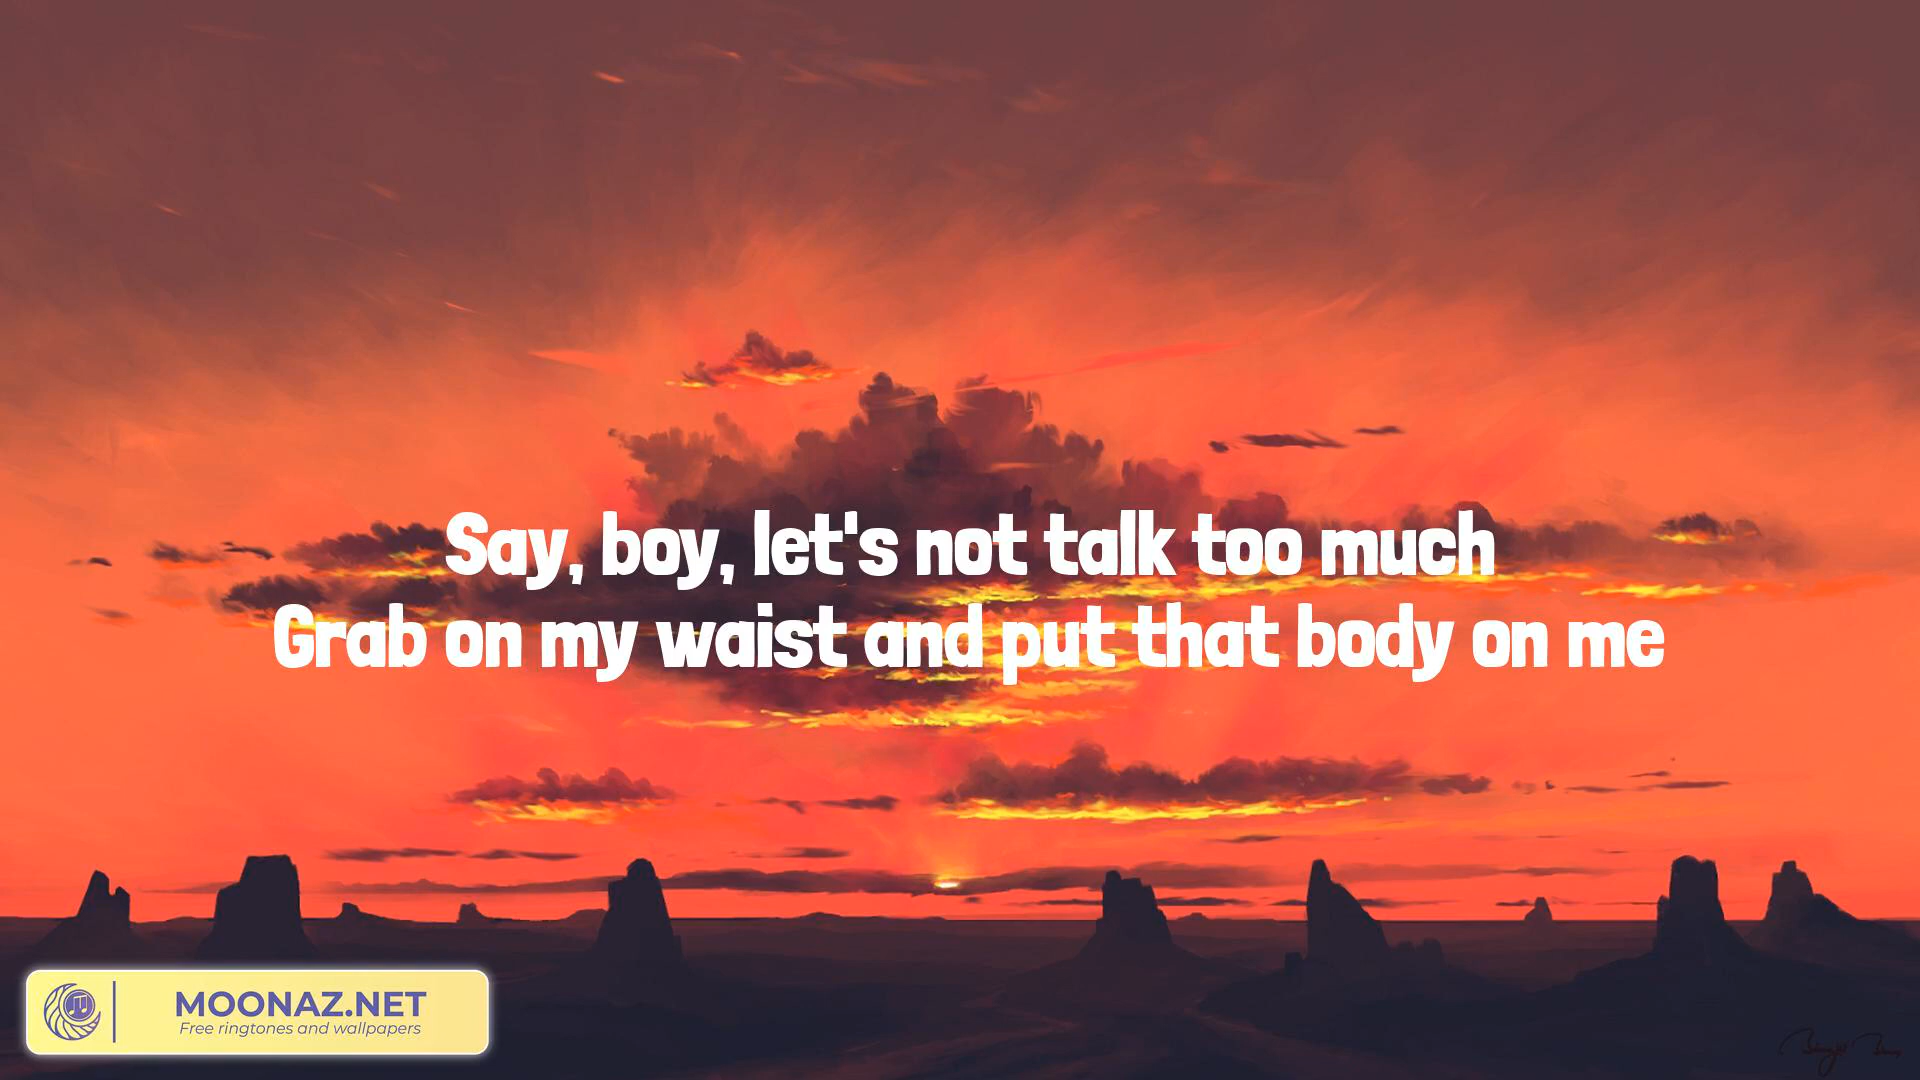 Say, boy, let's not talk too much
Grab on my waist and put that body on me
MOONAZ.NET
Free ringtones and wallpapers